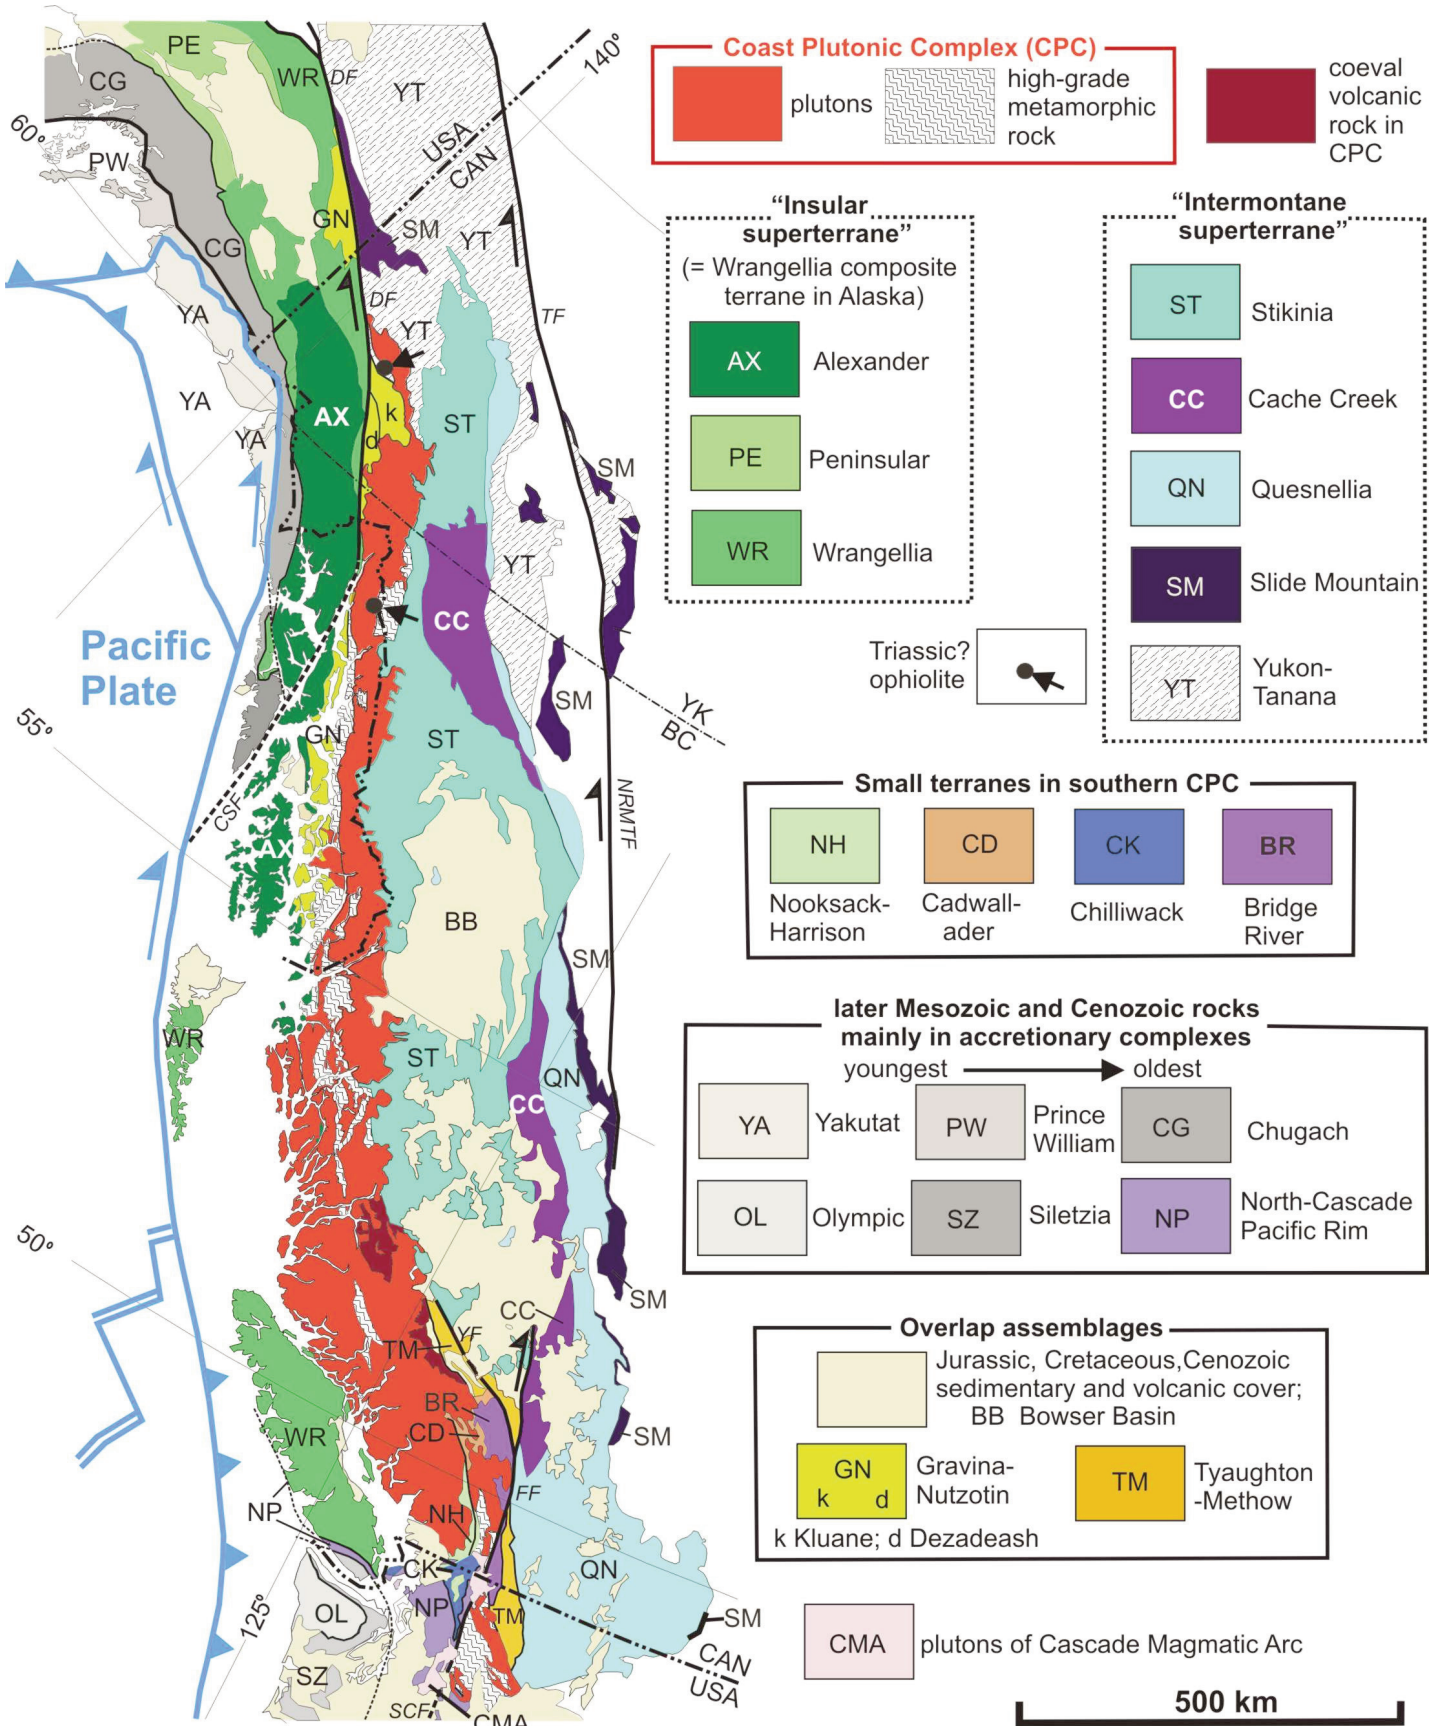 PE
WR
DF
YT
CG
60°
PW
USA
CAN
140°
GN
SM
YT
CG
YA
DF
YT
TF
YA
AX
k
d
ST
YA
SM
YT
CC
Pacific
Plate
SM
YK
BC
55°
GN
ST
CSF
NRMTF
AX
BB
SM
WR
ST
QN
CC
50°
SM
CC
YF
TM
BR
CD
SM
WR
FF
NP
NH
CK
QN
OL
NP
TM
SM
125°
SZ
CAN
USA
SCF
CMA
Coast Plutonic Complex (CPC)
plutons
high-grade
metamorphic
rock
coeval
volcanic
rock in
CPC
“Insular
superterrane”
(= Wrangellia composite
terrane in Alaska)
AX Alexander
PE Peninsular
WR Wrangellia
“Intermontane
superterrane”
ST Stikinia
CC Cache Creek
QN Quesnellia
SM Slide Mountain
YT Yukon-
Tanana
Triassic?
ophiolite
Small terranes in southern CPC
NH CD CK BR
Nooksack-
Harrison
Cadwall-
ader
Chilliwack
Bridge
River
later Mesozoic and Cenozoic rocks
mainly in accretionary complexes
youngest oldest
YA Yakutat
PW Prince
William
CG Chugach
OL Olympic
SZ Siletzia
NP North-Cascade
Pacific Rim
Overlap assemblages
Jurassic, Cretaceous,Cenozoic
sedimentary and volcanic cover;
BB Bowser Basin
GN
k d
Gravina-
Nutzotin
TM
Tyaughton
-Methow
k Kluane; d Dezadeash
CMA plutons of Cascade Magmatic Arc
500 km